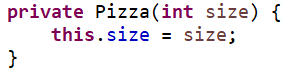 private Pizza(int size) {
    this.size = size;
}